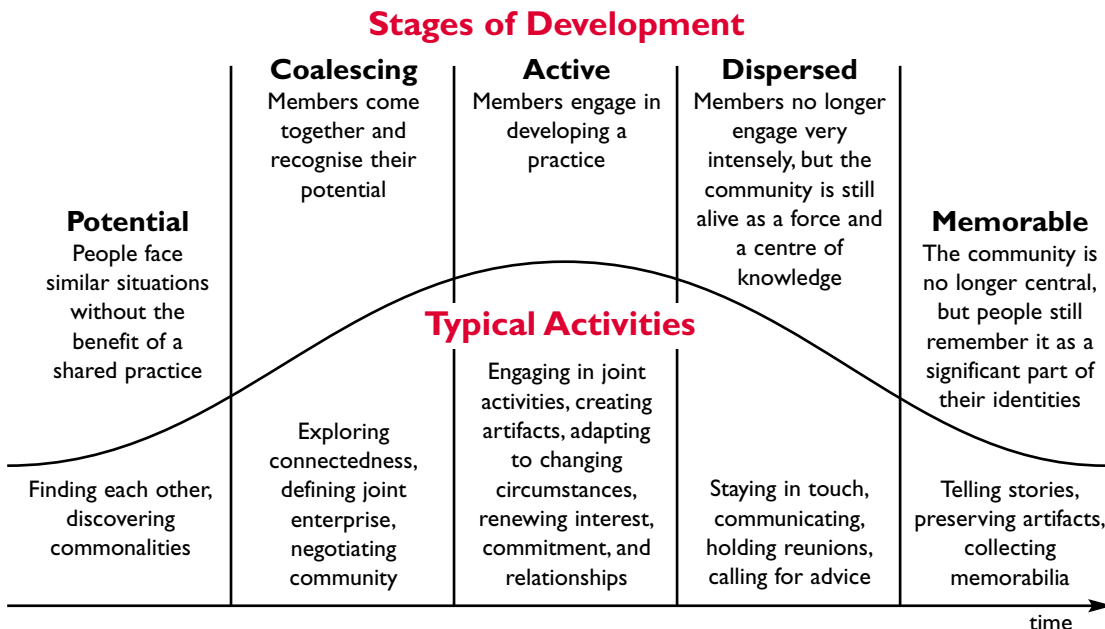 Stages of Development
Potential
People face
similar situations
without the
benefit of a
shared practice
Coalescing
Members come
together and
recognise their
potential
Active
Members engage in
developing a
practice
Dispersed
Members no longer
engage very
intensely, but the
community is still
alive as a force and
a centre of
knowledge
Memorable
The community is
no longer central,
but people still
remember it as a
significant part of
their identities
Typical Activities
Finding each other,
discovering
commonalities
Exploring
connectedness,
defining joint
enterprise,
negotiating
community
Engaging in joint
activities, creating
artifacts, adapting
to changing
circumstances,
renewing interest,
commitment, and
relationships
Staying in touch,
communicating,
holding reunions,
calling for advice
Telling stories,
preserving artifacts,
collecting
memorabilia
time